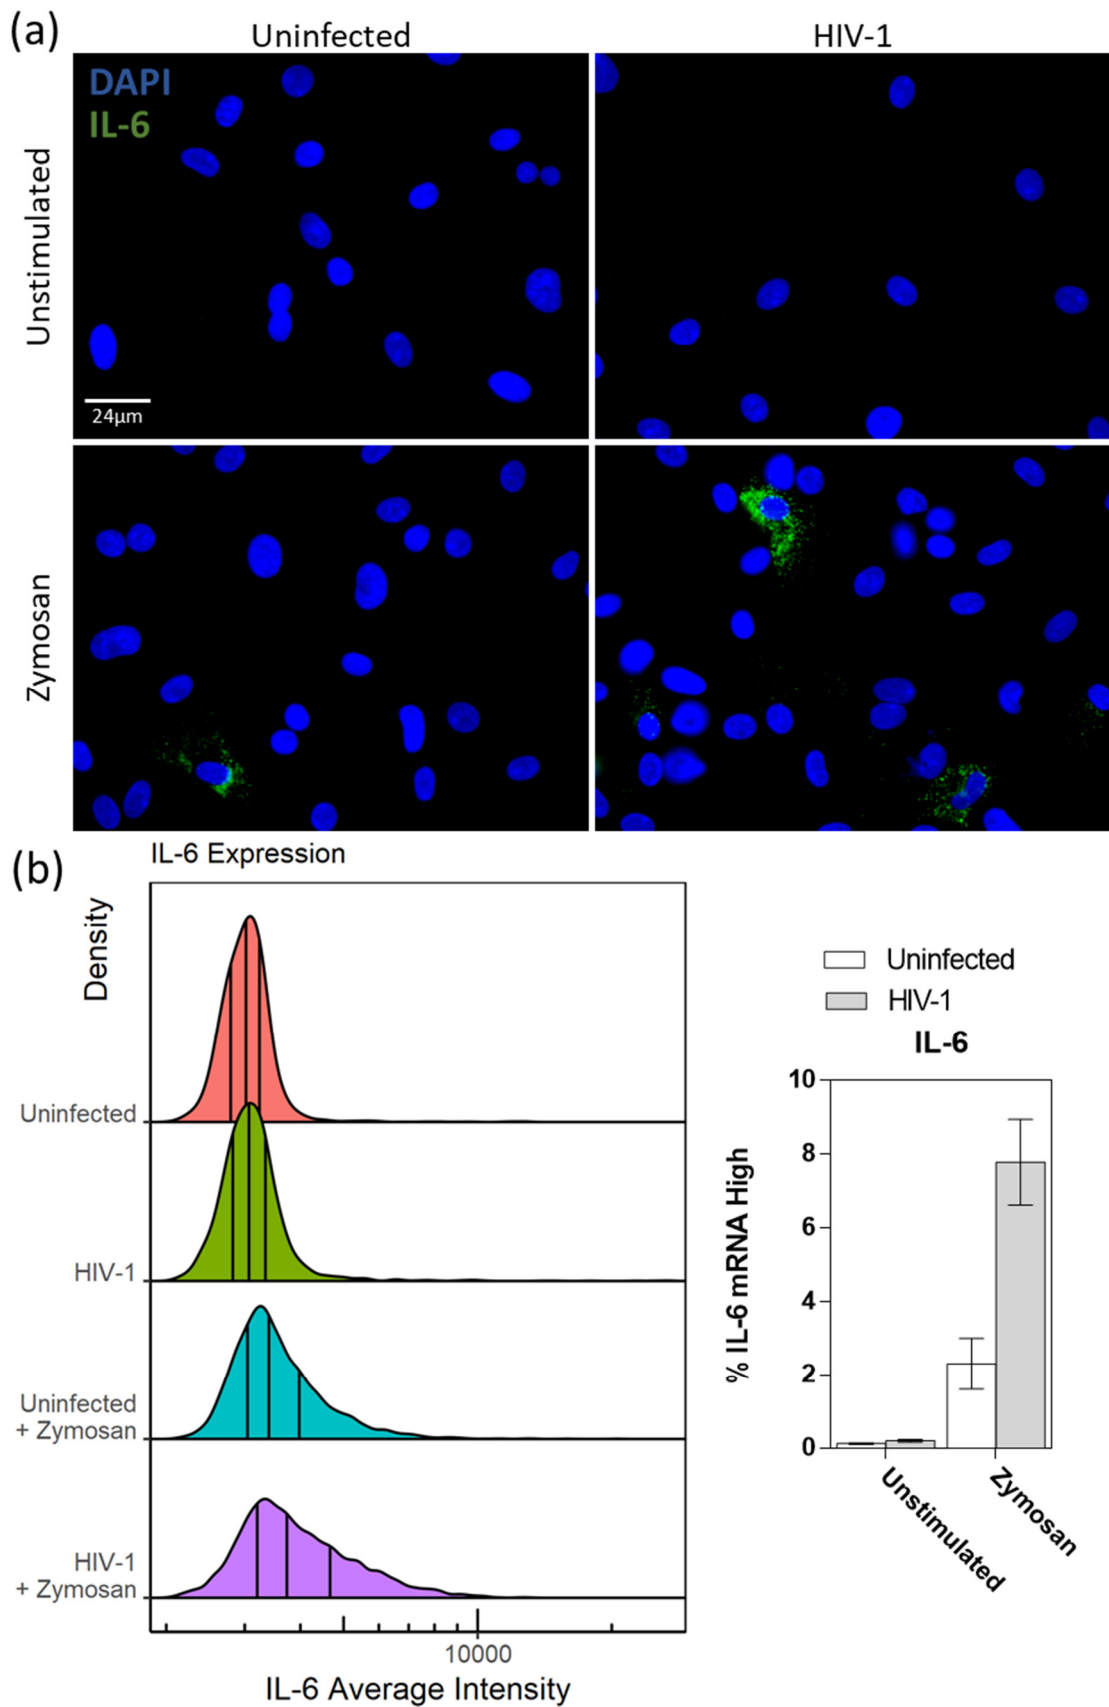 (a)
Uninfected
HIV-1
DAPI
IL-6
Unstimulated
24μm
Zymosan
(b)
IL-6 Expression
Density
Uninfected
HIV-1
Uninfected
+ Zymosan
HIV-1
+ Zymosan
10000
IL-6 Average Intensity
Uninfected
HIV-1
IL-6
% IL-6 mRNA High
10
8
6
4
2
0
Unstimulated
Zymosan